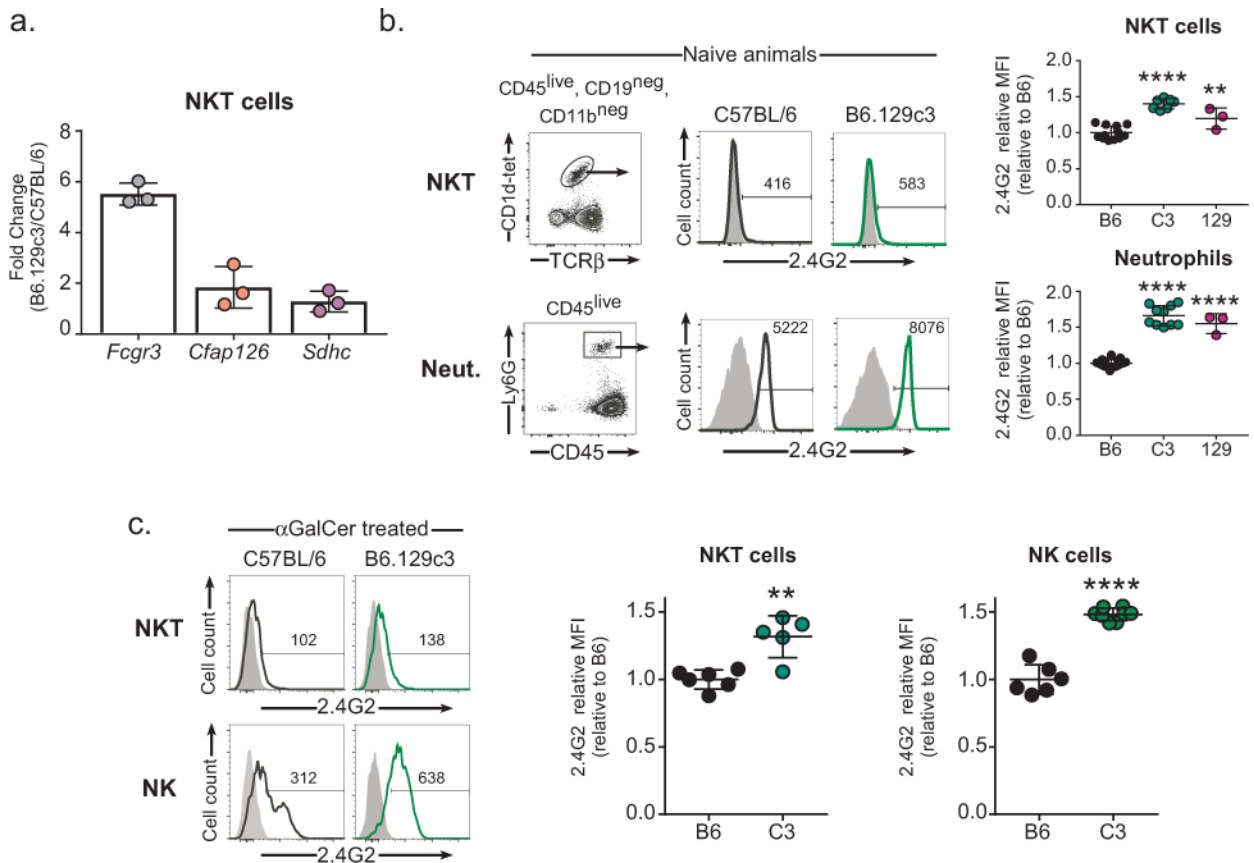 a.
NKT cells
Fold Change
(B6.129c3/C57BL/6)
8
6
4
2
0
Fcgr3
Cfap126
Sdhc
b.
Naive animals
CD45live, CD19neg,
CD11bneg
C57BL/6
B6.129c3
NKT
CD1d-tet
TCRβ
Cell count
416
583
2.4G2
CD45live
Neut.
Ly6G
CD45
Cell count
5222
8076
Cell count
2.4G2
2.4G2
NKT cells
2.4G2 relative MFI
(relative to B6)
2.0
1.5
1.0
0.5
0.0
****
**
B6
C3
129
Neutrophils
2.4G2 relative MFI
(relative to B6)
2.0
1.5
1.0
0.5
0.0
****
****
B6
C3
129
c.
αGalCer treated
C57BL/6
B6.129c3
NKT
Cell count
102
138
2.4G2
NK
Cell count
312
638
2.4G2
NKT cells
2.4G2 relative MFI
(relative to B6)
1.5
1.0
0.5
0.0
**
B6
C3
NK cells
2.4G2 relative MFI
(relative to B6)
1.5
1.0
0.5
0.0
****
B6
C3